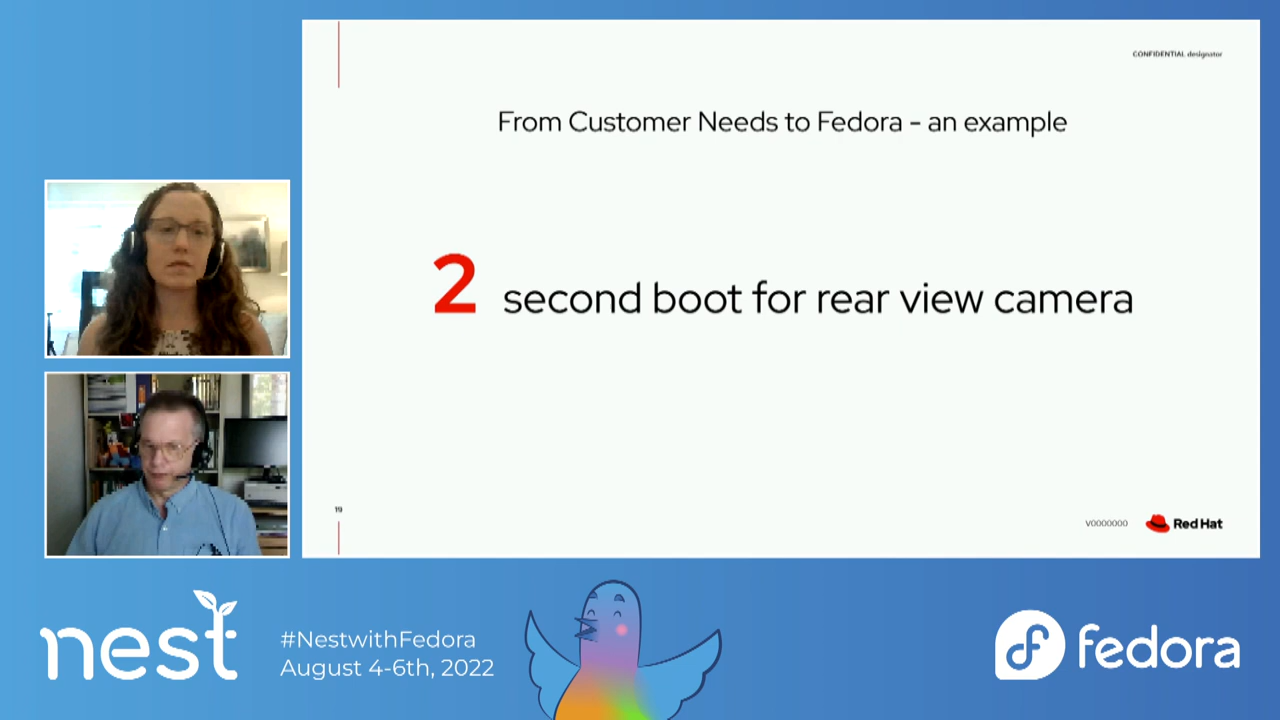 CONFIDENTIAL designator
From Customer Needs to Fedora - an example
2 second boot for rear view camera
19
V0000000
Red Hat
nest
#NestwithFedora
August 4-6th, 2022
fedora